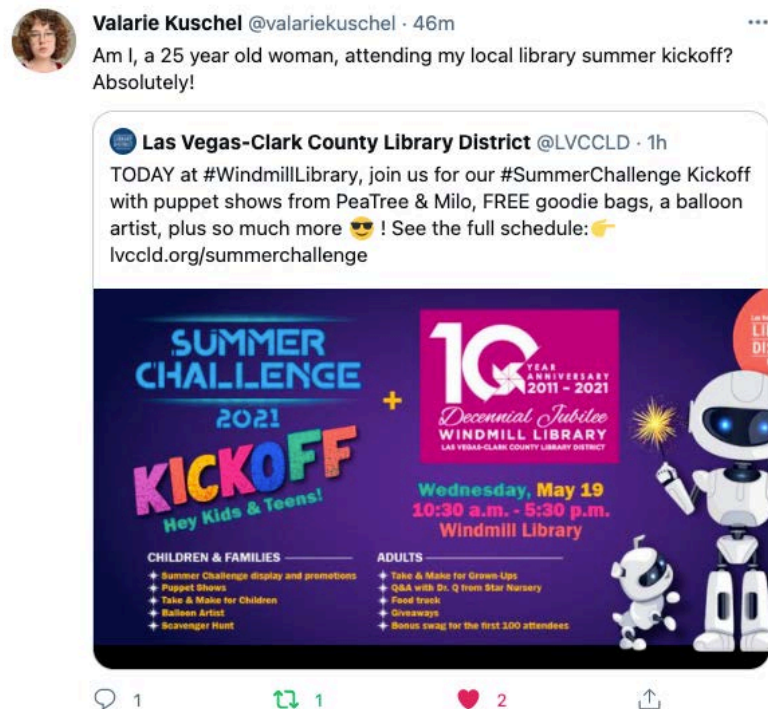 Valarie Kuschel @valariekuschel · 46m
Am I, a 25 year old woman, attending my local library summer kickoff?
Absolutely!
Las Vegas-Clark County Library District @LVCCLD · 1h
TODAY at #WindmillLibrary, join us for our #SummerChallenge Kickoff
with puppet shows from PeaTree & Milo, FREE goodie bags, a balloon
artist, plus so much more 😎 ! See the full schedule:👉
lvccld.org/summerchallenge
SUMMER
CHALLENGE
2021
KICKOFF
Hey Kids & Teens!
+
10
YEAR
ANNIVERSARY
2011 – 2021
Decennial Jubilee
WINDMILL LIBRARY
LAS VEGAS-CLARK COUNTY LIBRARY DISTRICT
Wednesday, May 19
10:30 a.m. - 5:30 p.m.
Windmill Library
CHILDREN & FAMILIES
Summer Challenge display and promotions
Puppet Shows
Take & Make for Children
Balloon Artist
Scavenger Hunt
ADULTS
Take & Make for Grown-Ups
Q&A with Dr. Q from Star Nursery
Food truck
Giveaways
Bonus swag for the first 100 attendees
1
1
2